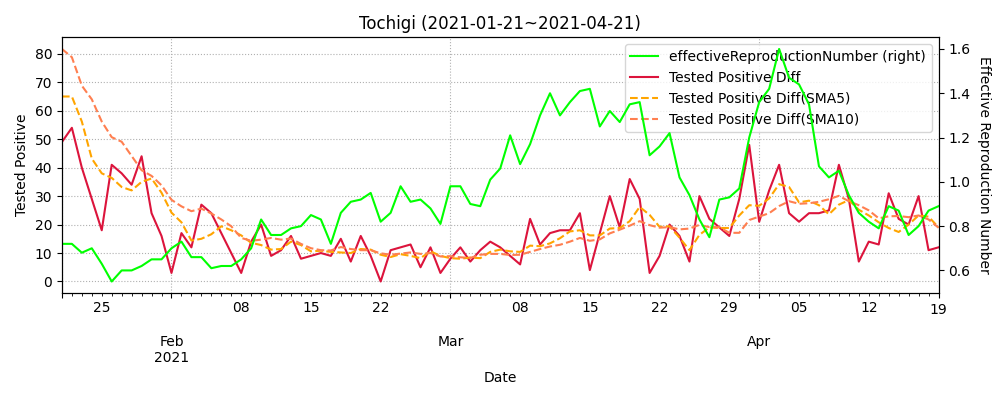 Tochigi (2021-01-21~2021-04-21)
effectiveReproductionNumber (right)
Tested Positive Diff
Tested Positive Diff(SMA5)
Tested Positive Diff(SMA10)
Tested Positive
80
70
60
50
40
30
20
10
0
1.6
1.4
1.2
1.0
0.8
0.6
Effective Reproduction Number
25 08 15 22 08 15 22 29 05 12 19
Feb Mar Apr
2021
Date